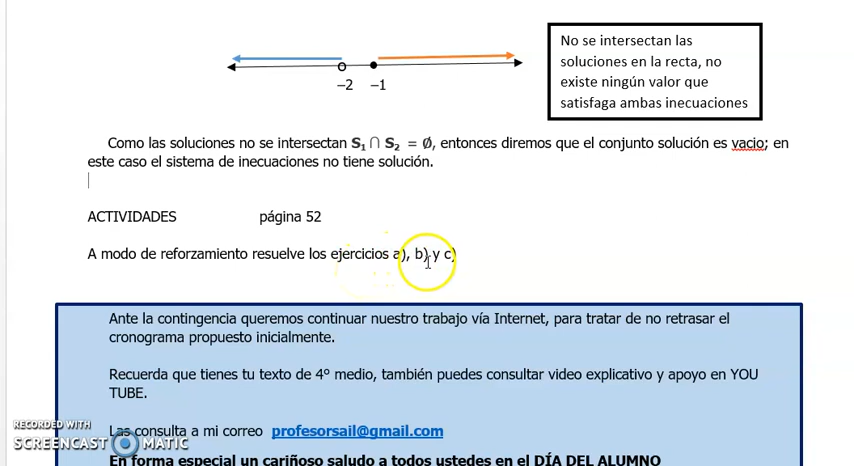 No se intersectan las
soluciones en la recta, no
existe ningún valor que
satisfaga ambas inecuaciones
–2 –1
Como las soluciones no se intersectan S₁ ∩ S₂ = Ø, entonces diremos que el conjunto solución es vacio; en
este caso el sistema de inecuaciones no tiene solución.
ACTIVIDADES página 52
A modo de reforzamiento resuelve los ejercicios a), b) y c)
Ante la contingencia queremos continuar nuestro trabajo vía Internet, para tratar de no retrasar el
cronograma propuesto inicialmente.
Recuerda que tienes tu texto de 4º medio, también puedes consultar video explicativo y apoyo en YOU
TUBE.
Las consulta a mi correo profesorsail@gmail.com
En forma especial un cariñoso saludo a todos ustedes en el DÍA DEL ALUMNO
RECORDED WITH
SCREENCAST MATIC